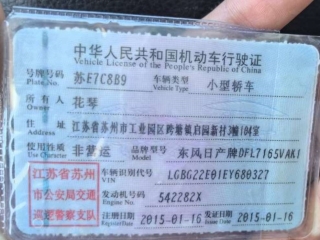 中华人民共和国机动车行驶证
Vehicle License of the People's Republic of China
号牌号码 苏E7C8B9 车辆类型 小型轿车
Plate No. Vehicle Type
所有人 花琴
Owner
住址 江苏省苏州市工业园区跨塘镇启园新村3幢104室
Address
使用性质 非营运 品牌型号 东风日产牌DFL7165VAK1
Use Character
江苏省苏州 车辆识别代号 LGBG22E01EY680327
VIN
市公安局交通 发动机号码 542282X
Engine No.
巡逻警察支队 注册日期 2015-01-16 发证日期 2015-01-16
Register Date Issue Date